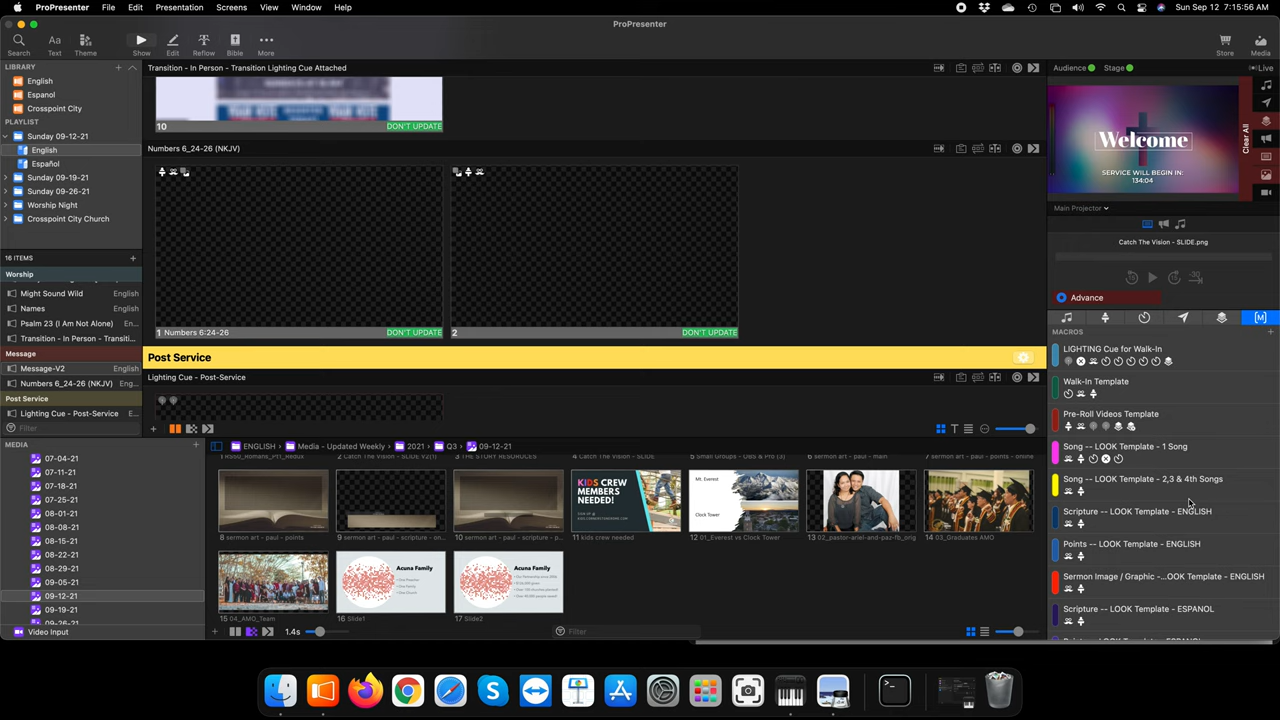 ProPresenter File Edit Presentation Screens View Window Help
Sun Sep 12 7:15:56 AM
ProPresenter
Search Text Theme Show Edit Reflow Bible More Store Media
LIBRARY
English
Espanol
Crosspoint City
PLAYLIST
Sunday 09-12-21
English
Español
Sunday 09-19-21
Sunday 09-26-21
Worship Night
Crosspoint City Church
16 ITEMS
Worship
Might Sound Wild English
Names English
Psalm 23 (I Am Not Alone) En...
Transition - In Person - Transiti...
Message
Message-V2 English
Numbers 6_24-26 (NKJV) Eng...
Post Service
Lighting Cue - Post-Service E...
Filter
Transition - In Person - Transition Lighting Cue Attached
10 DON'T UPDATE
Numbers 6_24-26 (NKJV)
1 Numbers 6:24-26 DON'T UPDATE
2 DON'T UPDATE
Post Service
Lighting Cue - Post-Service
Audience Stage Live
Welcome
SERVICE WILL BEGIN IN:
134:04
Clear All
Main Projector
Catch The Vision - SLIDE.png
15 15 -30
Advance
[M]
MACROS
LIGHTING Cue for Walk-In
Walk-In Template
Pre-Roll Videos Template
Song -- LOOK Template - 1 Song
Song -- LOOK Template - 2,3 & 4th Songs
Scripture -- LOOK Template - ENGLISH
Points -- LOOK Template - ENGLISH
Sermon Image / Graphic -...OOK Template - ENGLISH
Scripture -- LOOK Template - ESPANOL
MEDIA
07-04-21
07-11-21
07-18-21
07-25-21
08-01-21
08-08-21
08-15-21
08-22-21
08-29-21
09-05-21
09-12-21
09-19-21
09-26-21
Video Input
ENGLISH Media - Updated Weekly 2021 Q3 09-12-21
8 sermon art - paul - points
9 sermon art - paul - scripture - on...
10 sermon art - paul - scripture - p...
KIDS CREW
MEMBERS
NEEDED!
11 kids crew needed
Mt. Everest
Clock Tower
12 01_Everest vs Clock Tower
13 02_pastor-ariel-and-paz-fb_orig
14 03_Graduates AMO
15 04_AMO_Team
Acuna Family
16 Slide1
Acuna Family
17 Slide2
1.4s
Filter